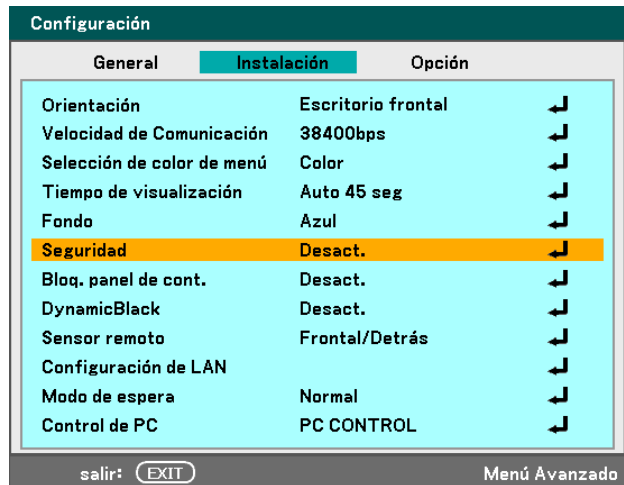 Configuración
General Instalación Opción
Orientación Escritorio frontal
Velocidad de Comunicación 38400bps
Selección de color de menú Color
Tiempo de visualización Auto 45 seg
Fondo Azul
Seguridad Desact.
Bloq. panel de cont. Desact.
DynamicBlack Desact.
Sensor remoto Frontal/Detrás
Configuración de LAN
Modo de espera Normal
Control de PC PC CONTROL
salir: EXIT Menú Avanzado